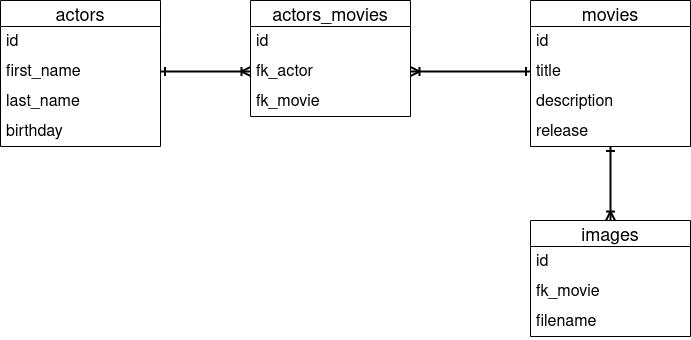 actors
id
first_name
last_name
birthday
actors_movies
id
fk_actor
fk_movie
movies
id
title
description
release
images
id
fk_movie
filename